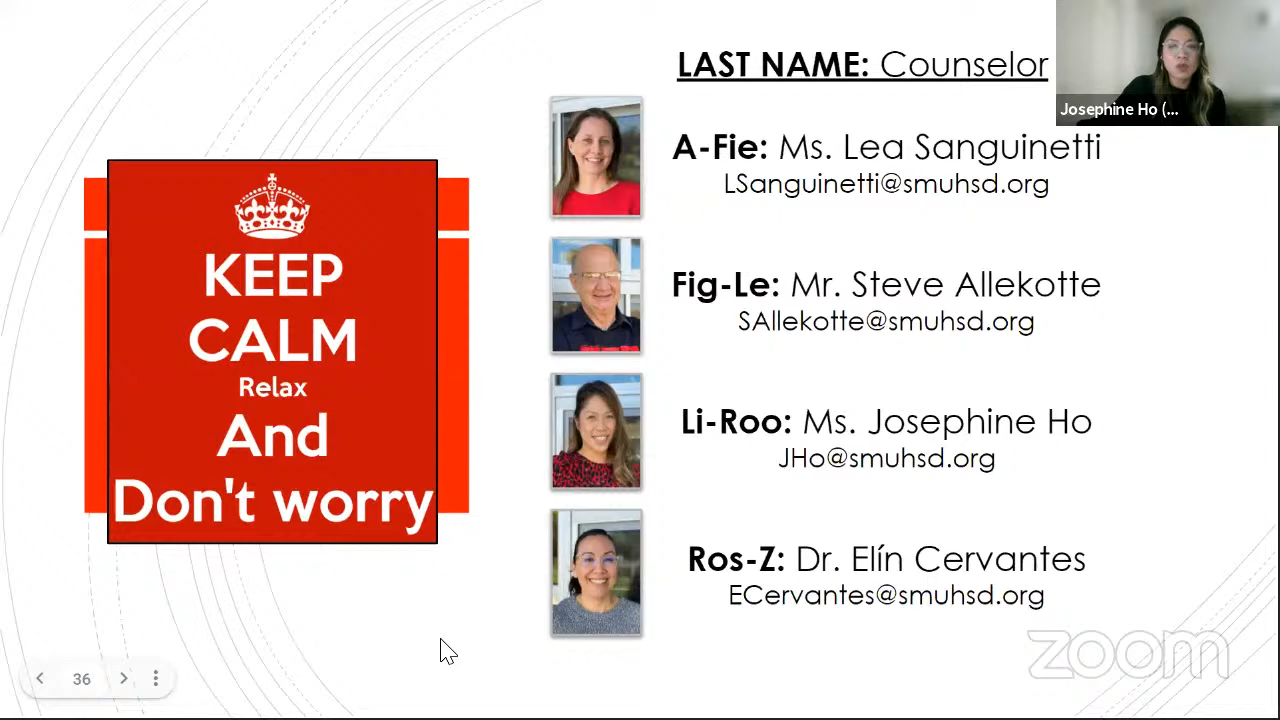 LAST NAME: Counselor
Josephine Ho (...
A-Fie: Ms. Lea Sanguinetti
LSanguinetti@smuhsd.org
KEEP
CALM
Relax
And
Don't worry
Fig-Le: Mr. Steve Allekotte
SAllekotte@smuhsd.org
Li-Roo: Ms. Josephine Ho
JHo@smuhsd.org
Ros-Z: Dr. Elín Cervantes
ECervantes@smuhsd.org
zoom
36